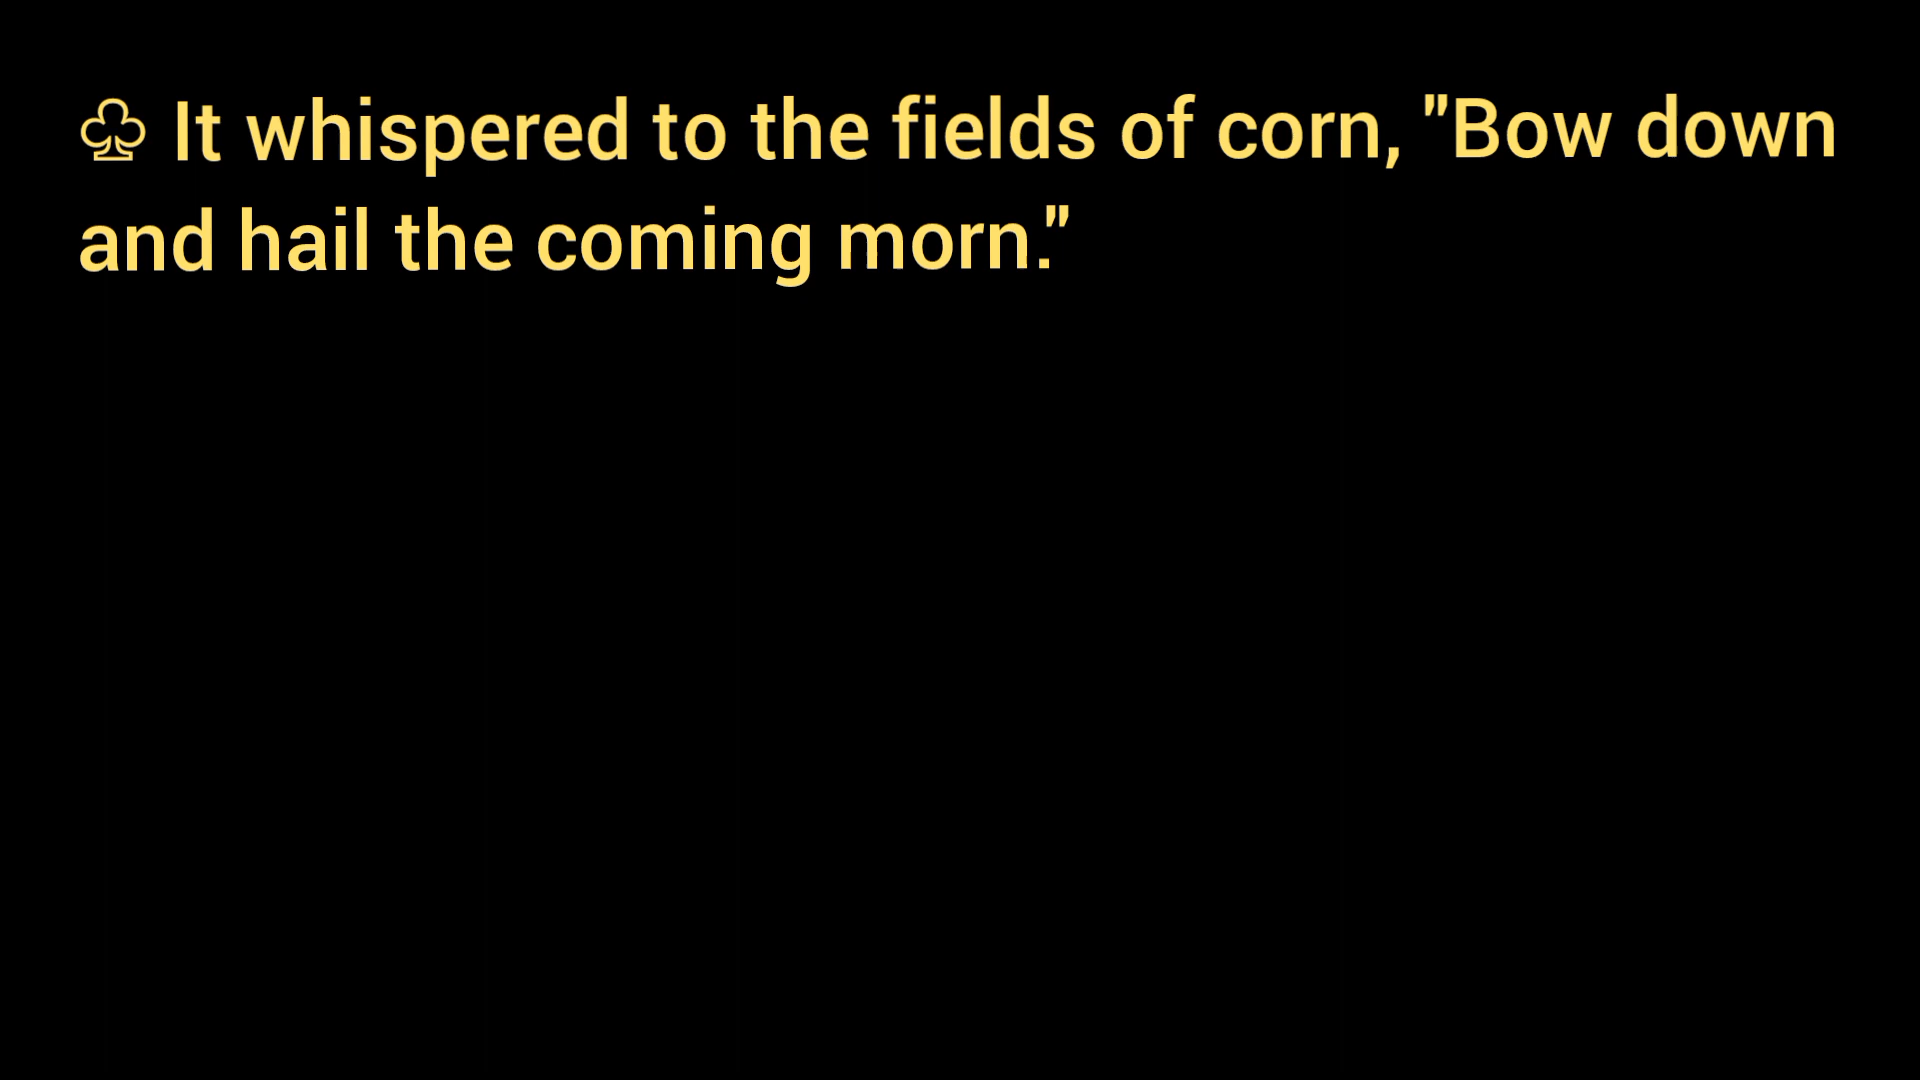 ♧ It whispered to the fields of corn, "Bow down
and hail the coming morn."